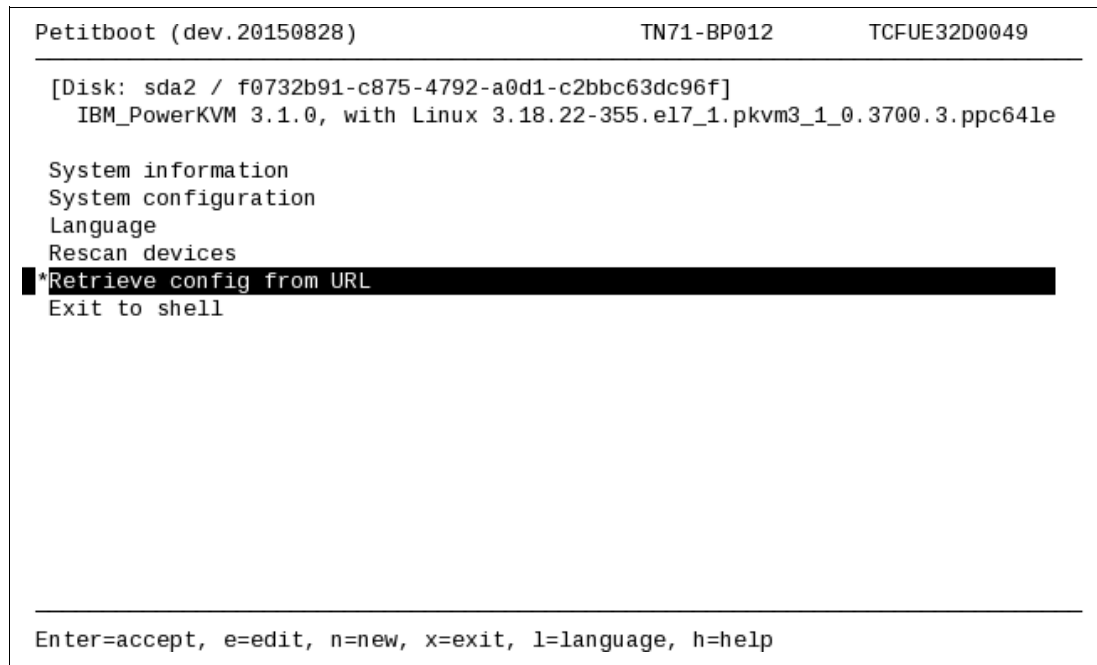 Petitboot (dev.20150828) TN71-BP012 TCFUE32D0049
[Disk: sda2 / f0732b91-c875-4792-a0d1-c2bbc63dc96f]
IBM_PowerKVM 3.1.0, with Linux 3.18.22-355.el7_1.pkvm3_1_0.3700.3.ppc64le
System information
System configuration
Language
Rescan devices
*Retrieve config from URL
Exit to shell
Enter=accept, e=edit, n=new, x=exit, l=language, h=help